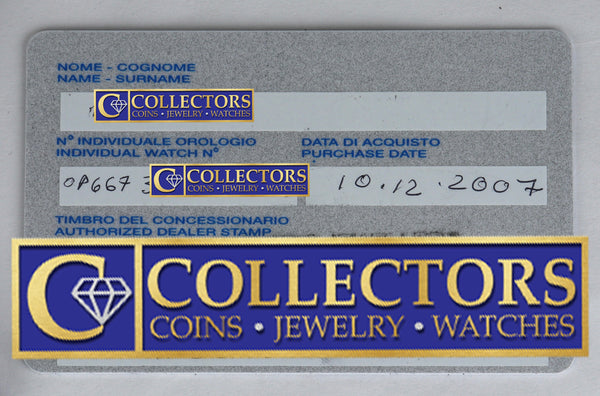 NOME - COGNOME
NAME - SURNAME
COLLECTORS
COINS • JEWELRY • WATCHES
N° INDIVIDUALE OROLOGIO DATA DI ACQUISTO
INDIVIDUAL WATCH N° PURCHASE DATE
OP667 COLLECTORS 10.12.2007
COINS • JEWELRY • WATCHES
TIMBRO DEL CONCESSIONARIO
AUTHORIZED DEALER STAMP
C COLLECTORS
COINS • JEWELRY • WATCHES